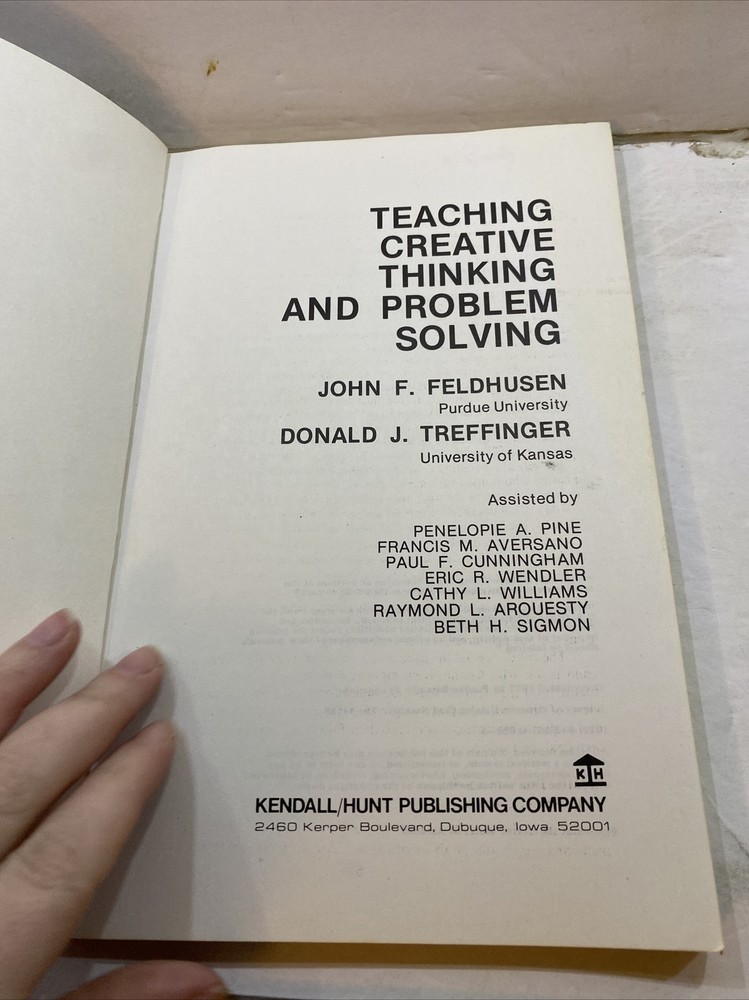 TEACHING
CREATIVE
THINKING
AND PROBLEM
SOLVING
JOHN F. FELDHUSEN
Purdue University
DONALD J. TREFFINGER
University of Kansas
Assisted by
PENELOPIE A. PINE
FRANCIS M. AVERSANO
PAUL F. CUNNINGHAM
ERIC R. WENDLER
CATHY L. WILLIAMS
RAYMOND L. AROUESTY
BETH H. SIGMON
K H
KENDALL/HUNT PUBLISHING COMPANY
2460 Kerper Boulevard, Dubuque, Iowa 52001